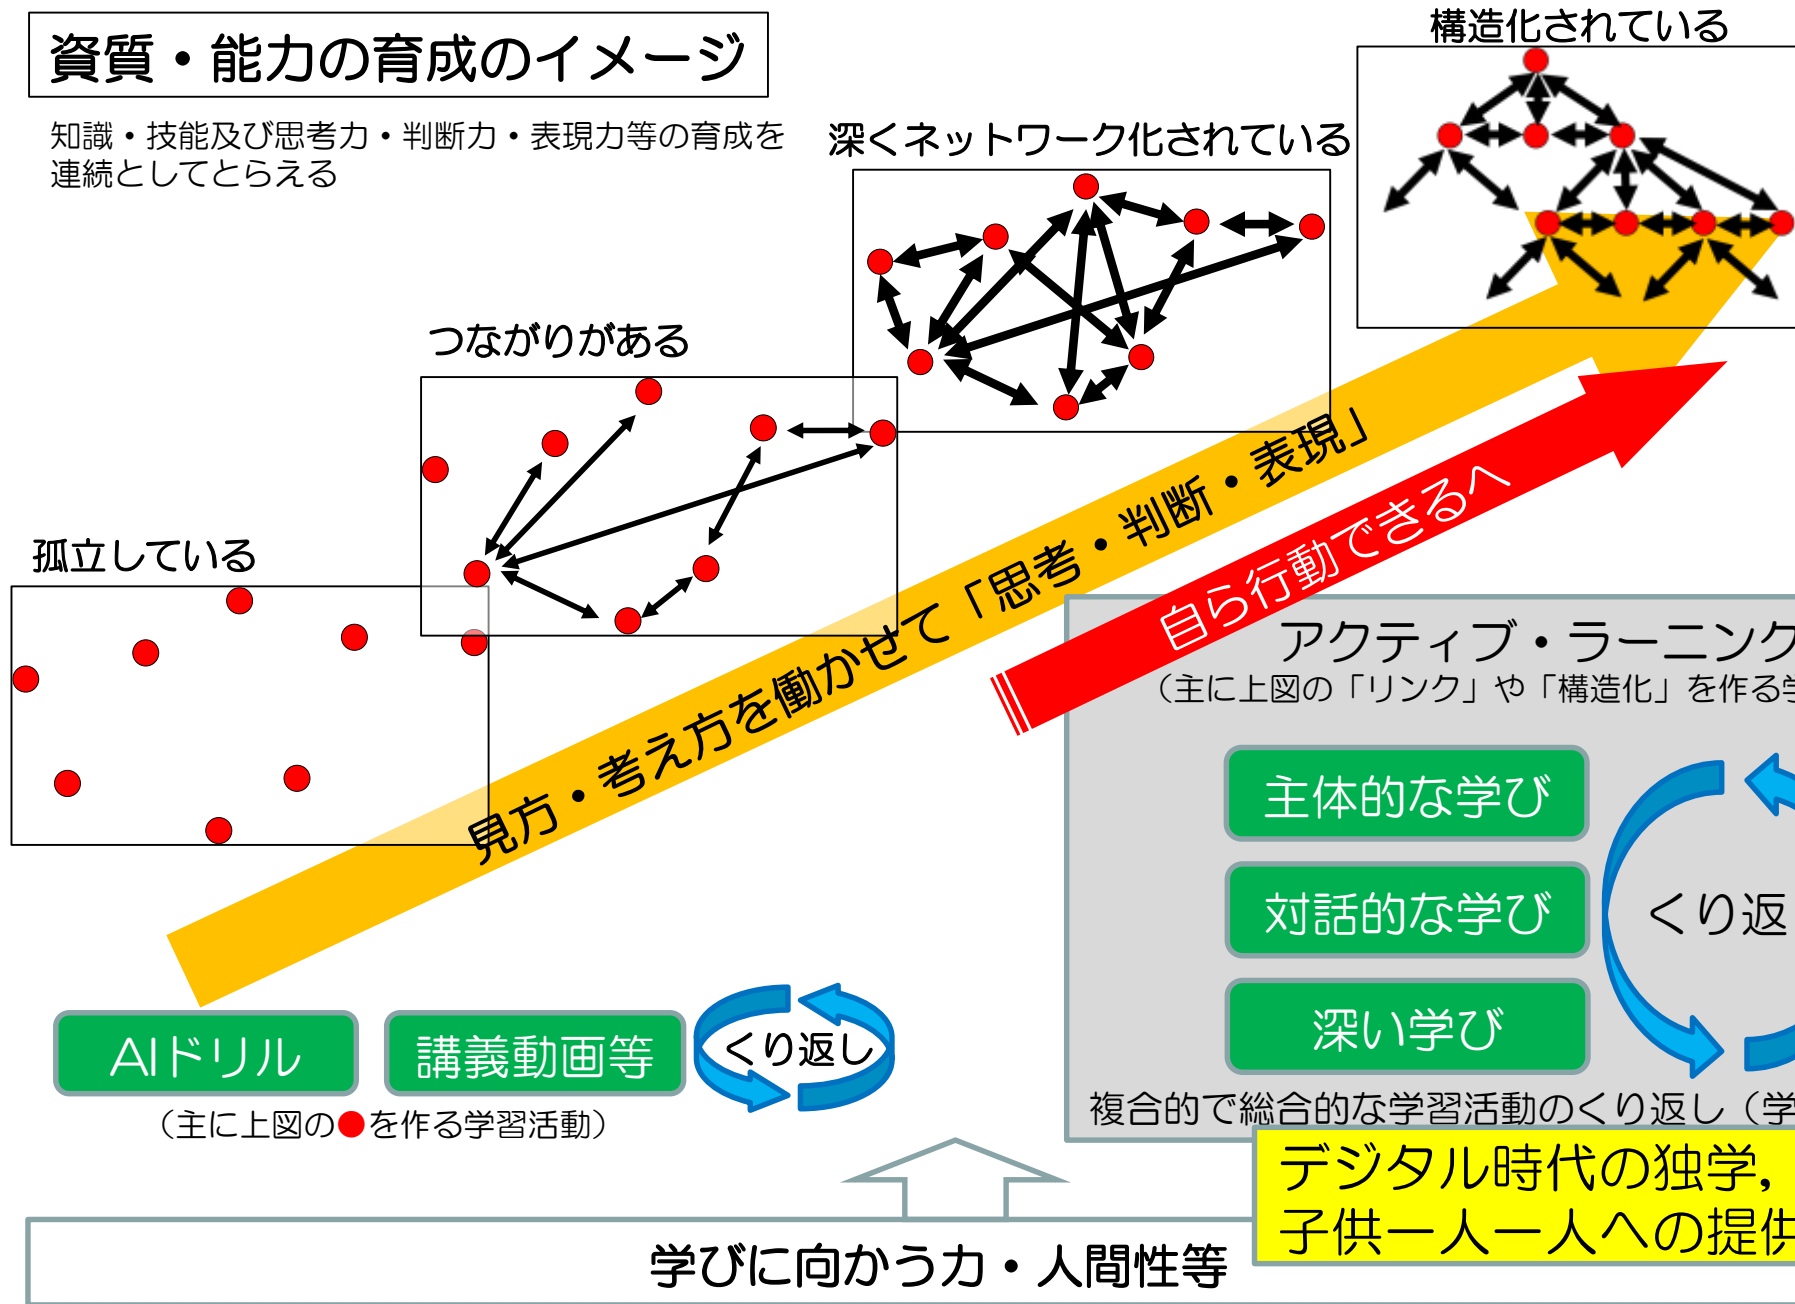 資質・能力の育成のイメージ
知識・技能及び思考力・判断力・表現力等の育成を
連続としてとらえる
構造化されている
深くネットワーク化されている
つながりがある
孤立している
見方・考え方を働かせて「思考・判断・表現」
自ら行動できるへ
アクティブ・ラーニング
（主に上図の「リンク」や「構造化」を作る学
主体的な学び
対話的な学び
深い学び
くり返
複合的で総合的な学習活動のくり返し（学
AIドリル
講義動画等
くり返し
（主に上図の●を作る学習活動）
デジタル時代の独学，
子供一人一人への提供
学びに向かう力・人間性等